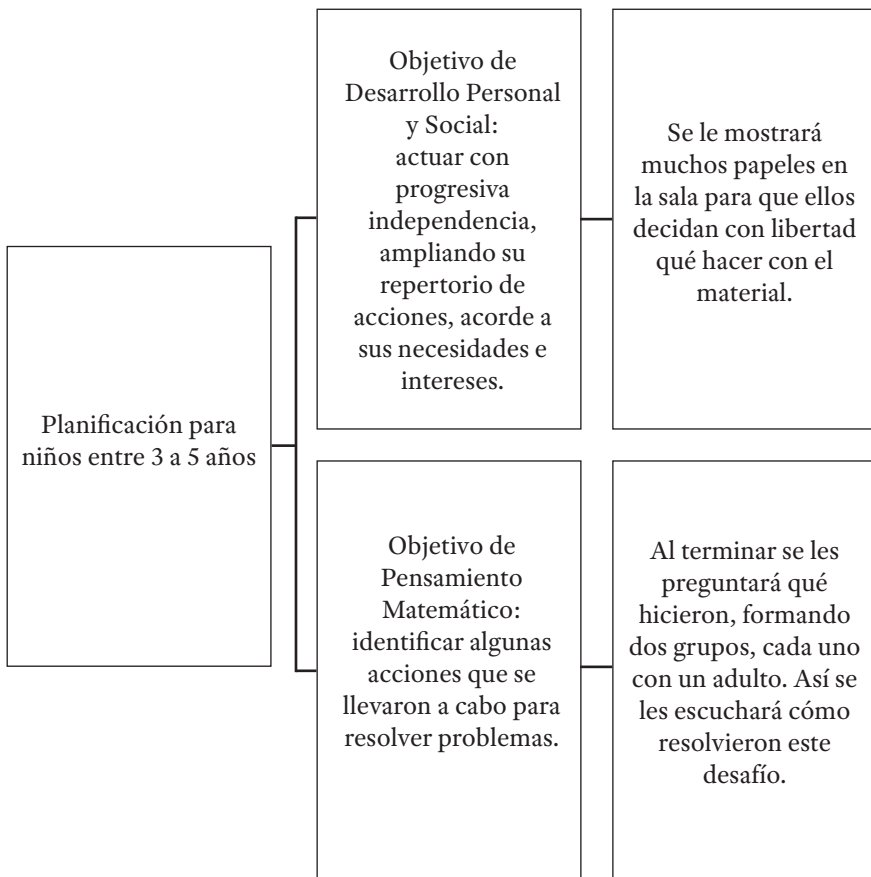 Planificación para
niños entre 3 a 5 años
Objetivo de
Desarrollo Personal
y Social:
actuar con
progresiva
independencia,
ampliando su
repertorio de
acciones, acorde a
sus necesidades e
intereses.
Se le mostrará
muchos papeles en
la sala para que ellos
decidan con libertad
qué hacer con el
material.
Objetivo de
Pensamiento
Matemático:
identificar algunas
acciones que se
llevaron a cabo para
resolver problemas.
Al terminar se les
preguntará qué
hicieron, formando
dos grupos, cada uno
con un adulto. Así se
les escuchará cómo
resolvieron este
desafío.